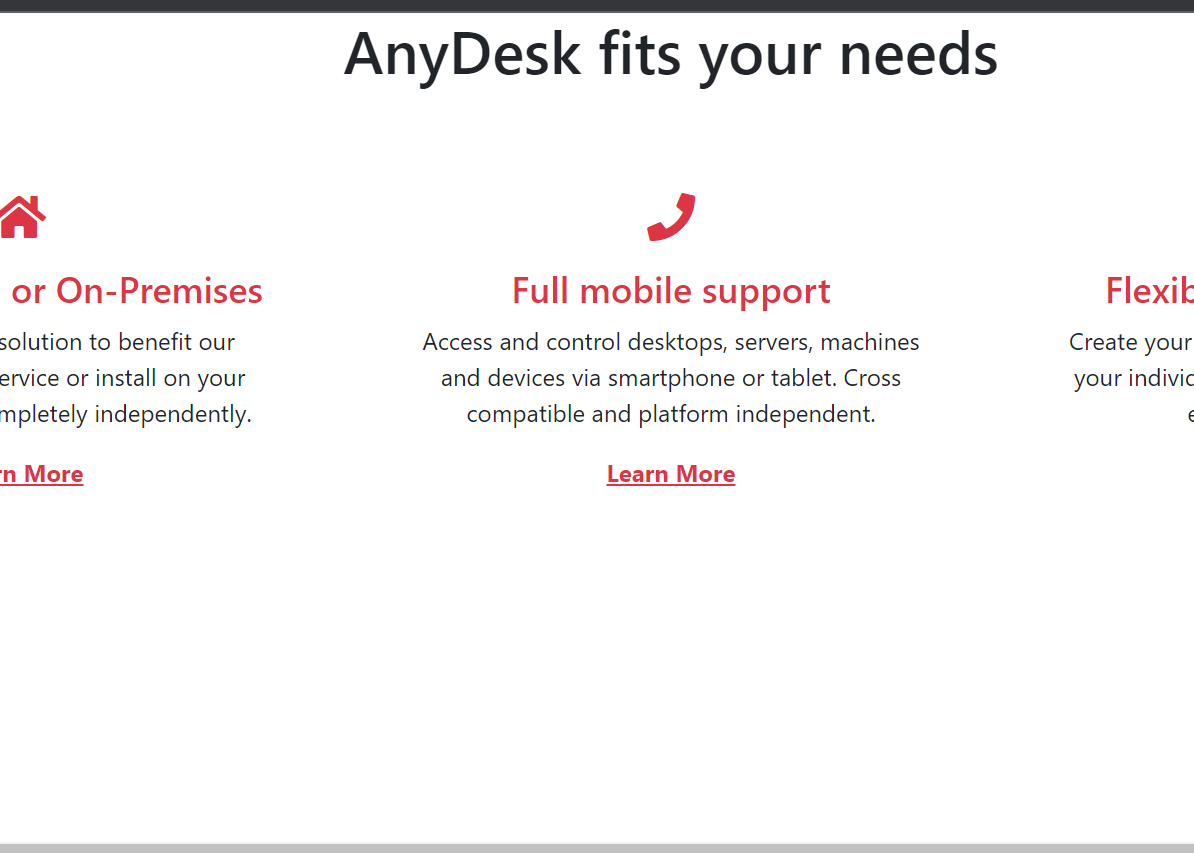 AnyDesk fits your needs
or On-Premises
solution to benefit our
ervice or install on your
mpletely independently.
rn More
Full mobile support
Access and control desktops, servers, machines
and devices via smartphone or tablet. Cross
compatible and platform independent.
Learn More
Flexib
Create your
your individ
e